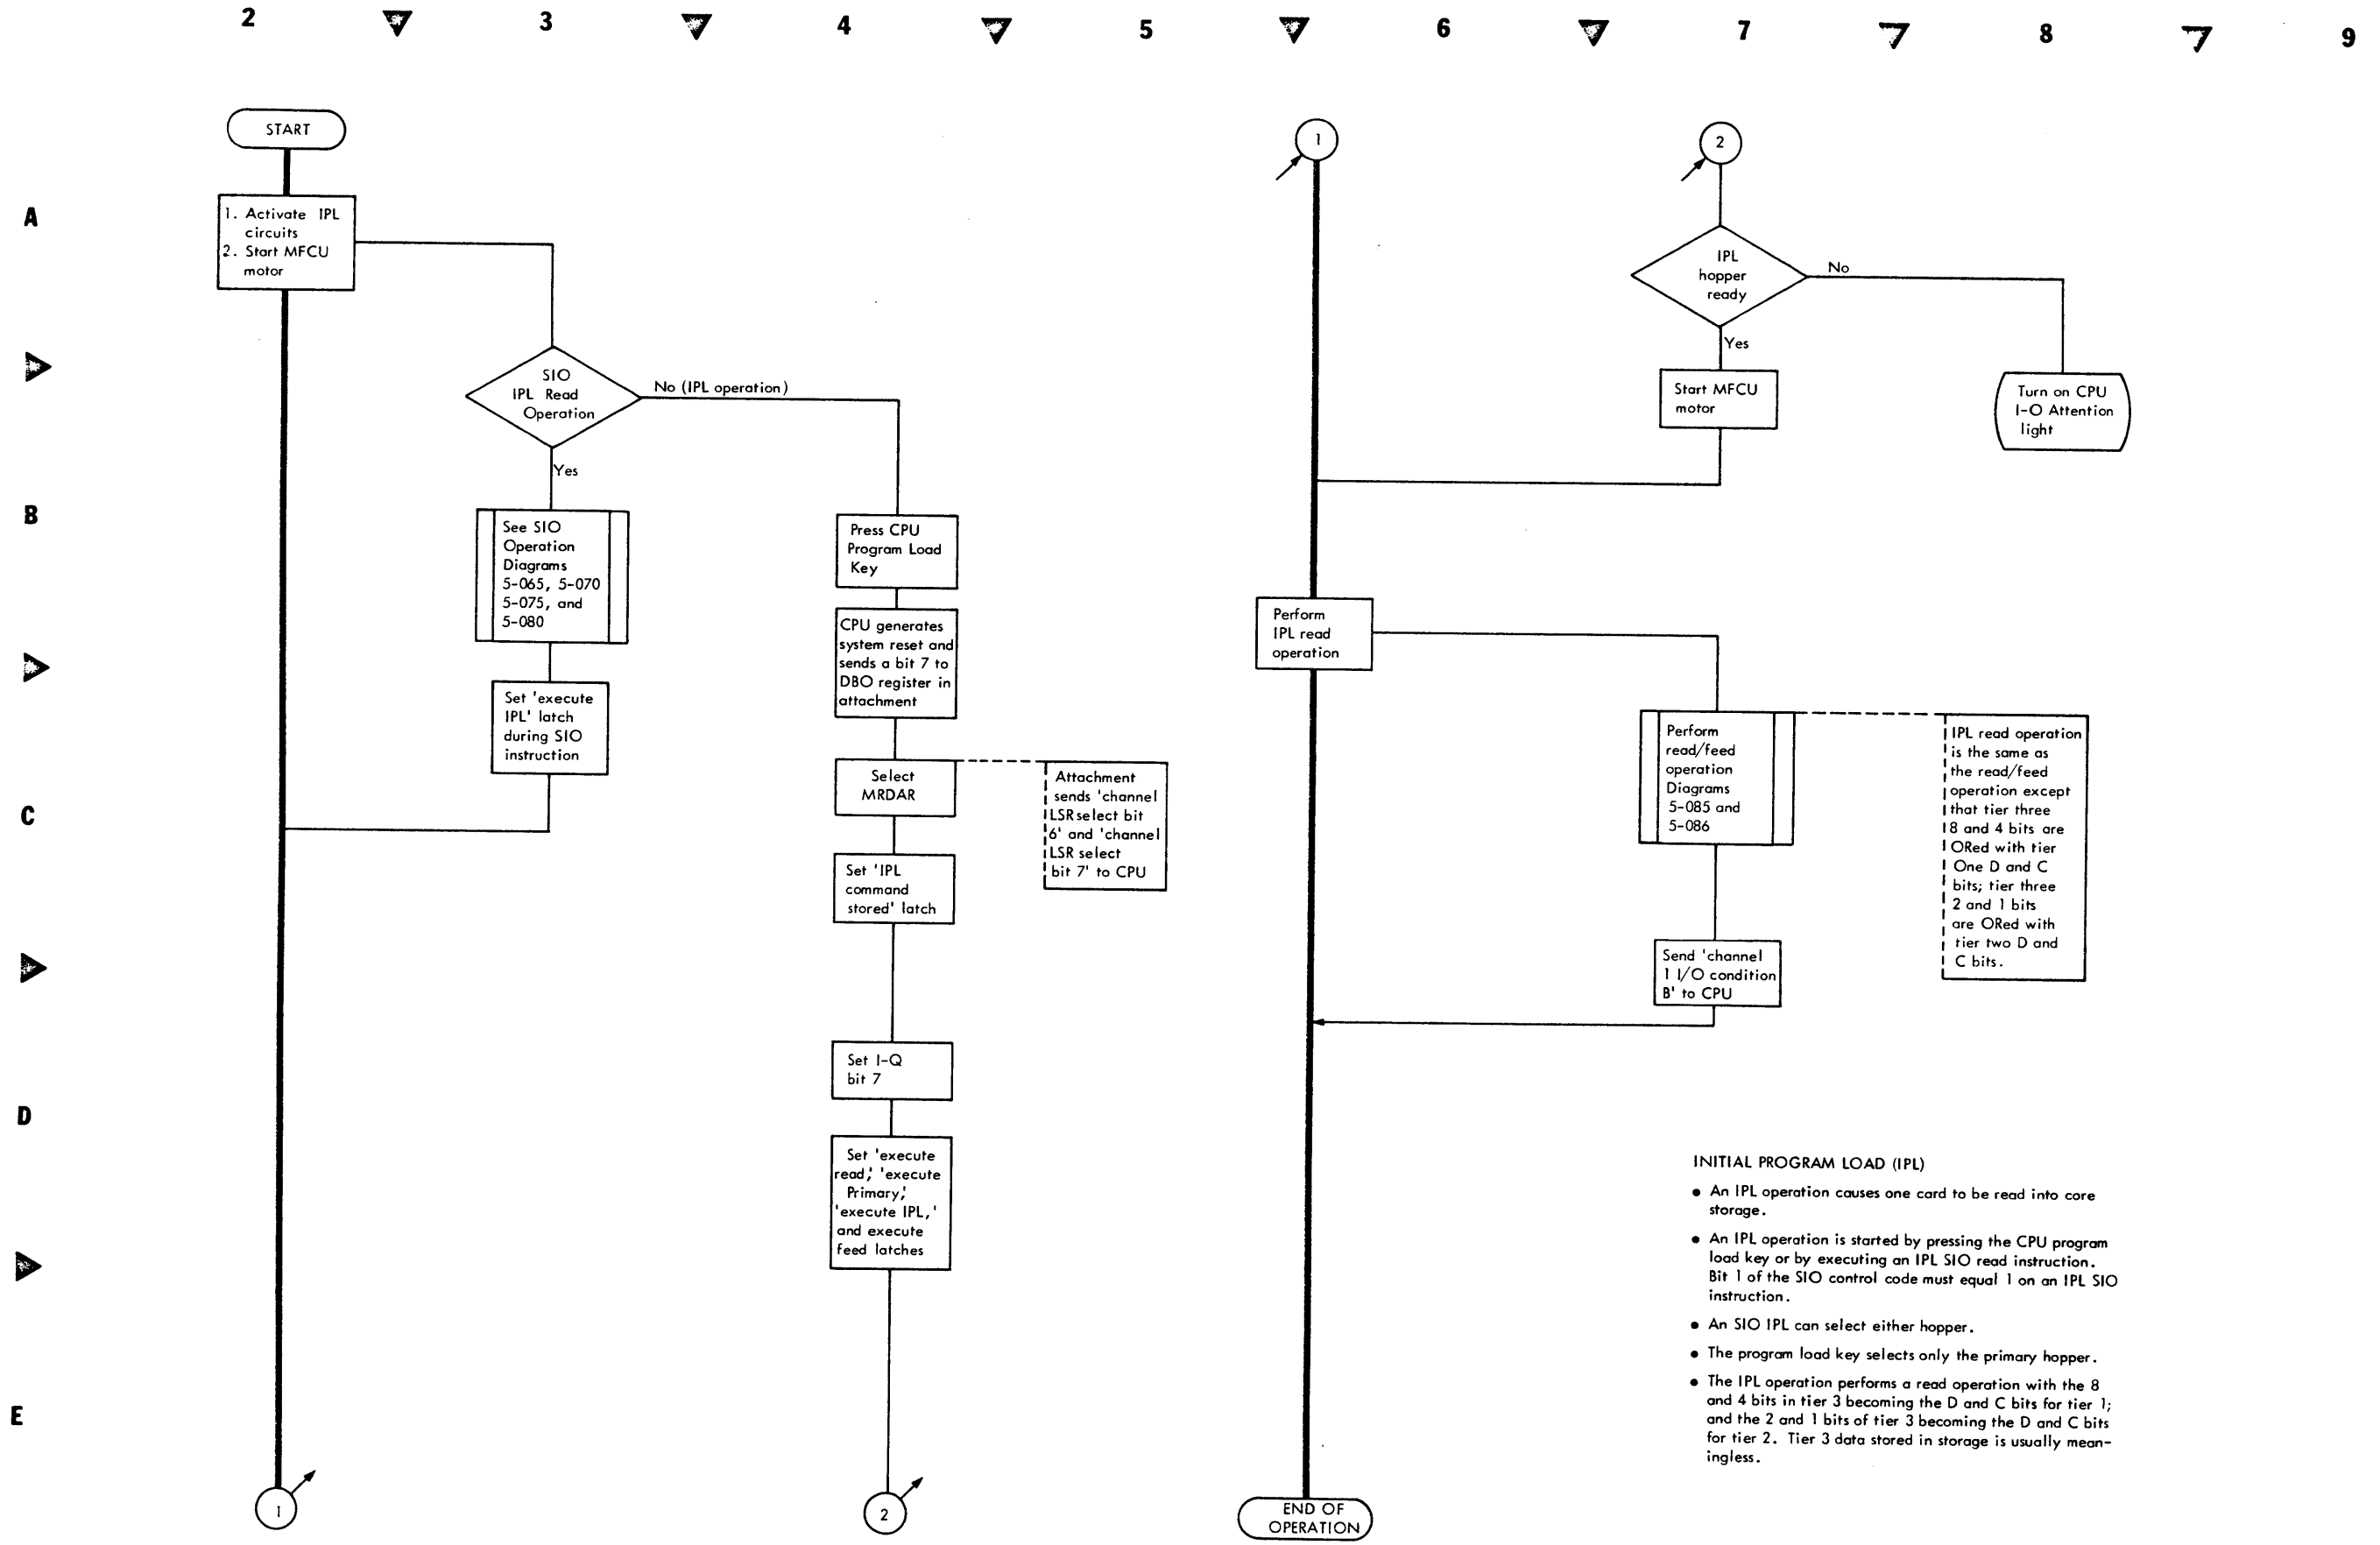 2 3 4 5 6 7 8 9
A
B
C
D
E
START
1. Activate IPL
circuits
2. Start MFCU
motor
SIO
IPL Read
Operation
No (IPL operation)
Yes
See SIO
Operation
Diagrams
5-065, 5-070
5-075, and
5-080
Set 'execute
IPL' latch
during SIO
instruction
1
Press CPU
Program Load
Key
CPU generates
system reset and
sends a bit 7 to
DBO register in
attachment
Select
MRDAR
Attachment
sends 'channel
LSR select bit
6' and 'channel
LSR select
bit 7' to CPU
Set 'IPL
command
stored' latch
Set I-Q
bit 7
Set 'execute
read,' 'execute
Primary,'
'execute IPL,'
and execute
feed latches
2
1
2
IPL
hopper
ready
No
Yes
Start MFCU
motor
Turn on CPU
I-O Attention
light
Perform
IPL read
operation
Perform
read/feed
operation
Diagrams
5-085 and
5-086
IPL read operation
is the same as
the read/feed
operation except
that tier three
8 and 4 bits are
ORed with tier
One D and C
bits; tier three
2 and 1 bits
are ORed with
tier two D and
C bits.
Send 'channel
1 I/O condition
B' to CPU
END OF
OPERATION
INITIAL PROGRAM LOAD (IPL)
● An IPL operation causes one card to be read into core
storage.
● An IPL operation is started by pressing the CPU program
load key or by executing an IPL SIO read instruction.
Bit 1 of the SIO control code must equal 1 on an IPL SIO
instruction.
● An SIO IPL can select either hopper.
● The program load key selects only the primary hopper.
● The IPL operation performs a read operation with the 8
and 4 bits in tier 3 becoming the D and C bits for tier 1;
and the 2 and 1 bits of tier 3 becoming the D and C bits
for tier 2. Tier 3 data stored in storage is usually mean-
ingless.